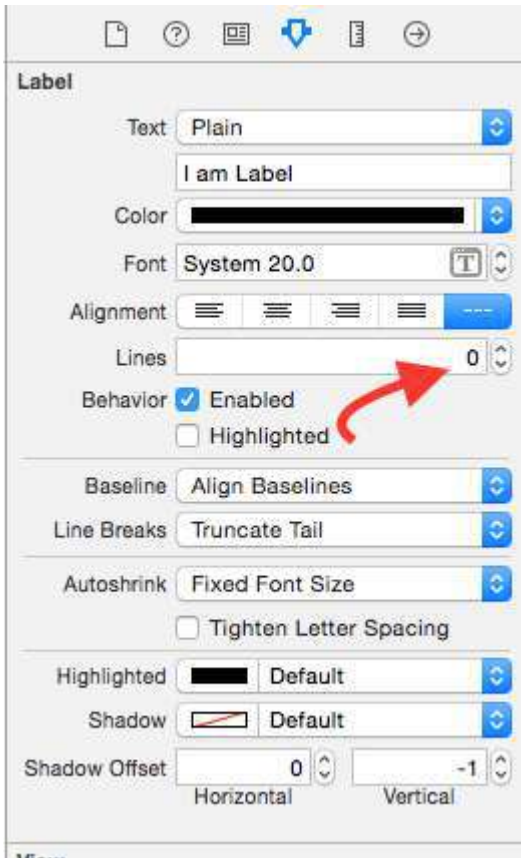 Label
Text Plain
I am Label
Color
Font System 20.0 T
Alignment ---
Lines 0
Behavior Enabled
Highlighted
Baseline Align Baselines
Line Breaks Truncate Tail
Autoshrink Fixed Font Size
Tighten Letter Spacing
Highlighted Default
Shadow Default
Shadow Offset 0 -1
Horizontal Vertical
View